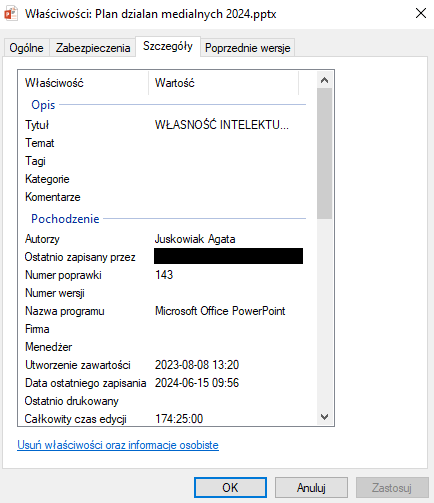 Właściwości: Plan dzialan medialnych 2024.pptx
Ogólne Zabezpieczenia Szczegóły Poprzednie wersje
Właściwość Wartość
Opis
Tytuł WŁASNOŚĆ INTELEKTU...
Temat
Tagi
Kategorie
Komentarze
Pochodzenie
Autorzy Juskowiak Agata
Ostatnio zapisany przez
Numer poprawki 143
Numer wersji
Nazwa programu Microsoft Office PowerPoint
Firma
Menedżer
Utworzenie zawartości 2023-08-08 13:20
Data ostatniego zapisania 2024-06-15 09:56
Ostatnio drukowany
Całkowity czas edycji 174:25:00
Usuń właściwości oraz informacje osobiste
OK Anuluj Zastosuj